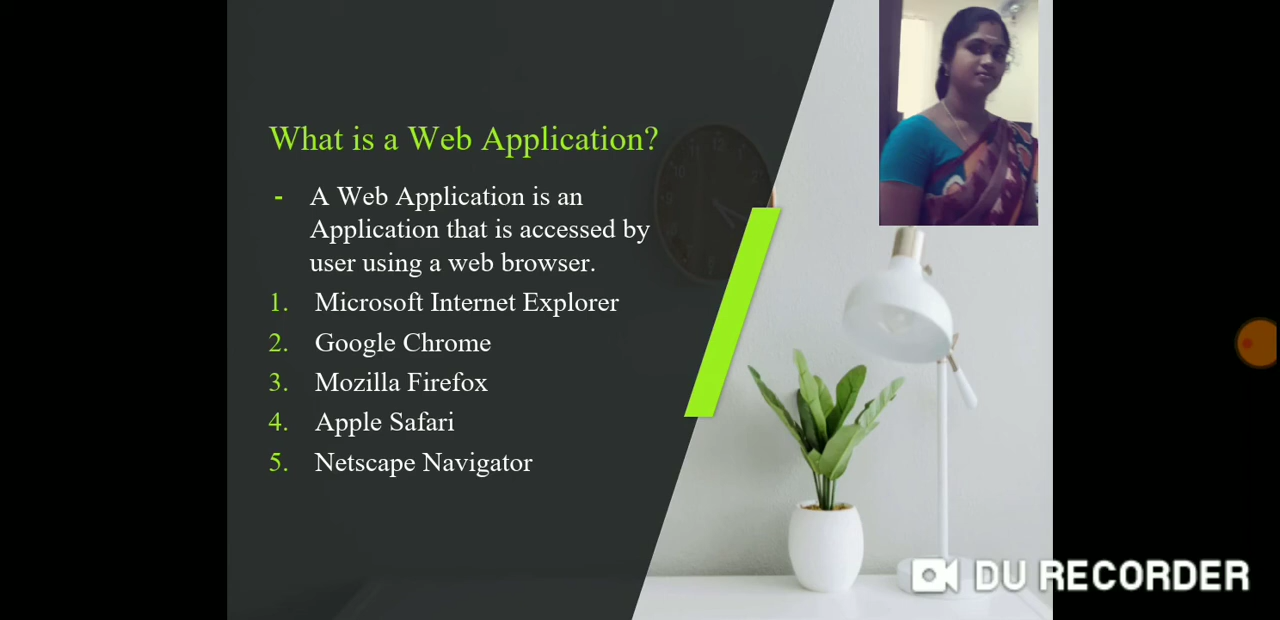 What is a Web Application?
- A Web Application is an
Application that is accessed by
user using a web browser.
1. Microsoft Internet Explorer
2. Google Chrome
3. Mozilla Firefox
4. Apple Safari
5. Netscape Navigator
DU RECORDER